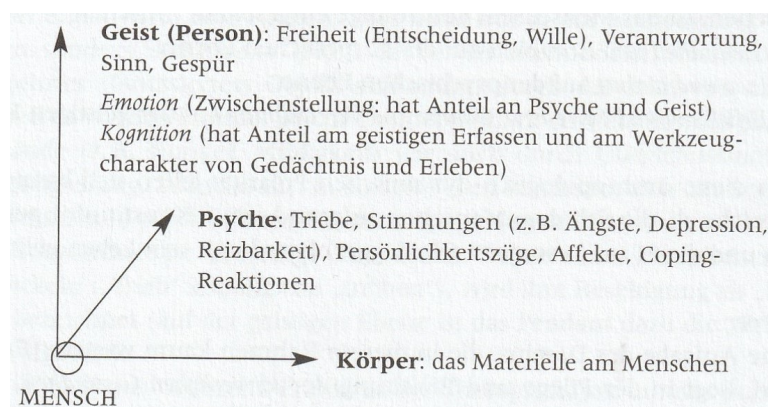 Geist (Person): Freiheit (Entscheidung, Wille), Verantwortung,
Sinn, Gespür
Emotion (Zwischenstellung: hat Anteil an Psyche und Geist)
Kognition (hat Anteil am geistigen Erfassen und am Werkzeug-
charakter von Gedächtnis und Erleben)
Psyche: Triebe, Stimmungen (z. B. Ängste, Depression,
Reizbarkeit), Persönlichkeitszüge, Affekte, Coping-
Reaktionen
Körper: das Materielle am Menschen
MENSCH